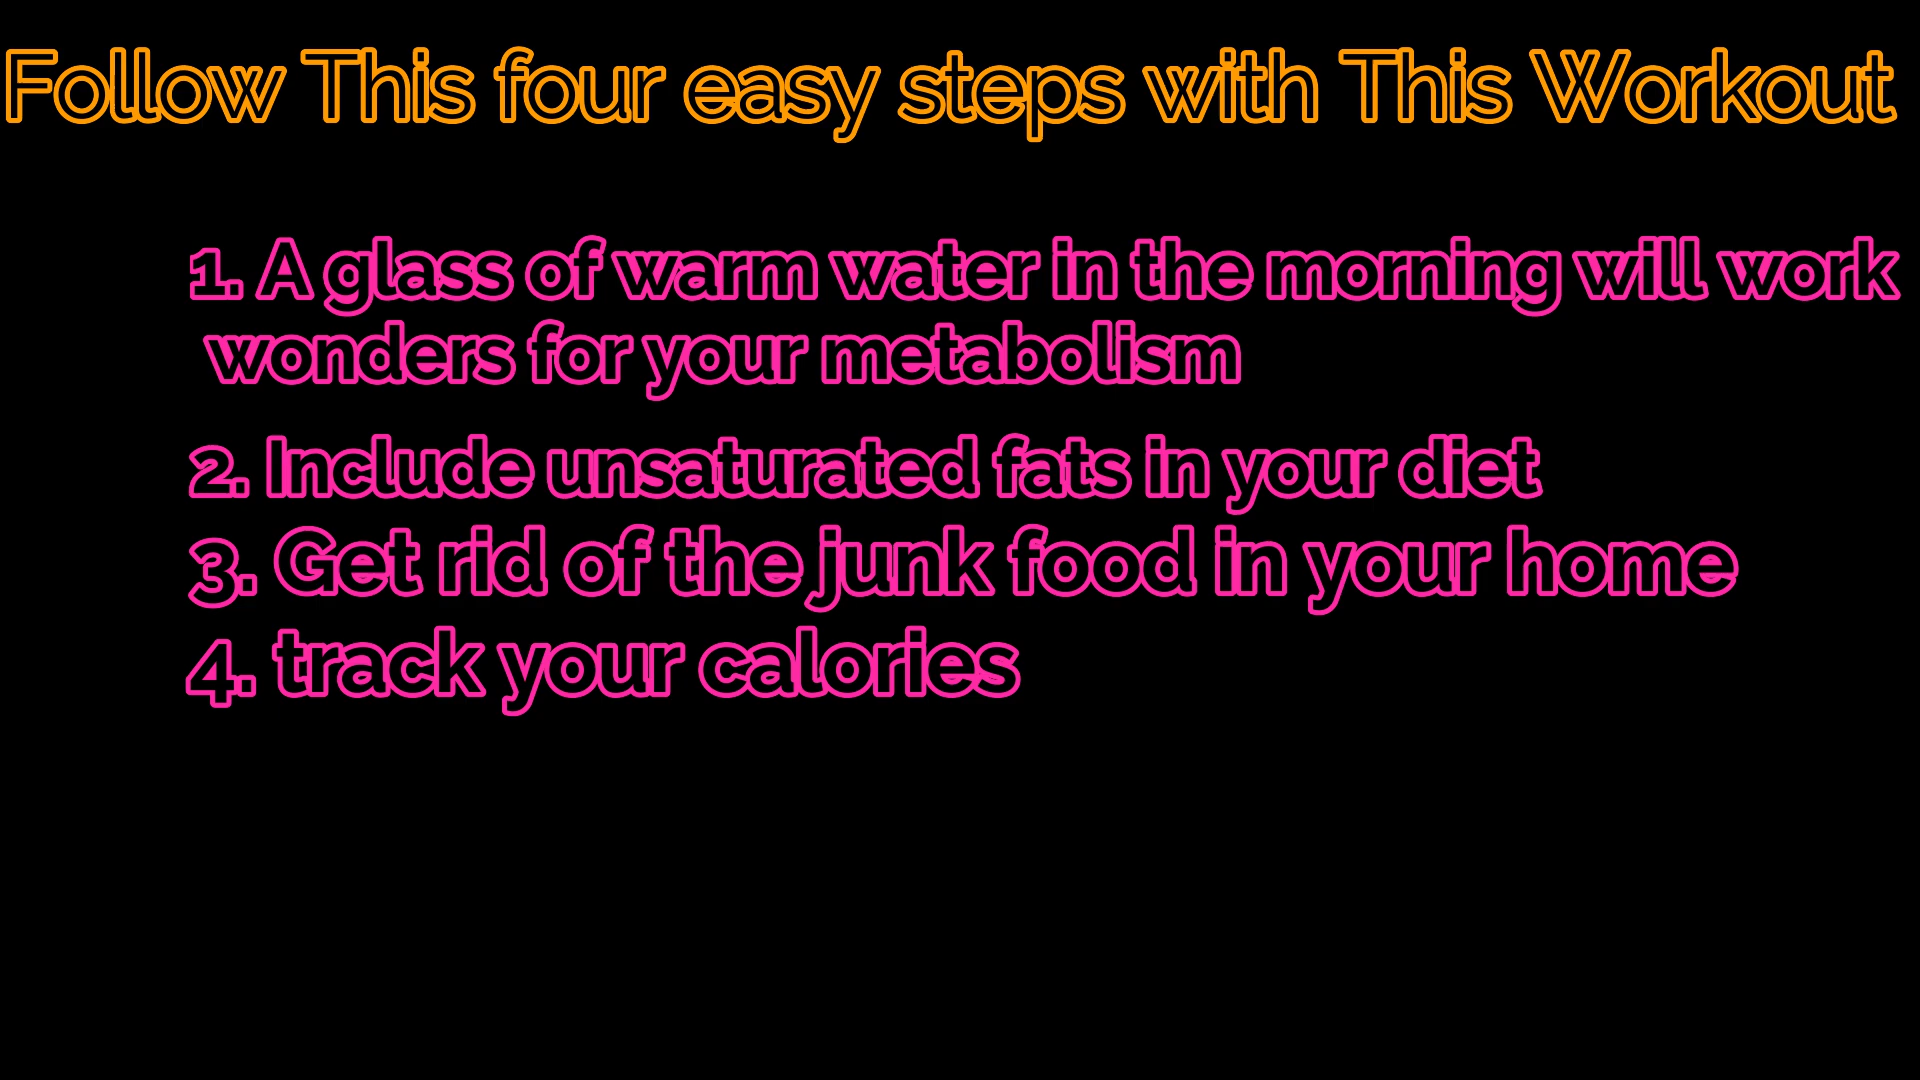 Follow This four easy steps with This Workout
1. A glass of warm water in the morning will work
wonders for your metabolism
2. Include unsaturated fats in your diet
3. Get rid of the junk food in your home
4. track your calories